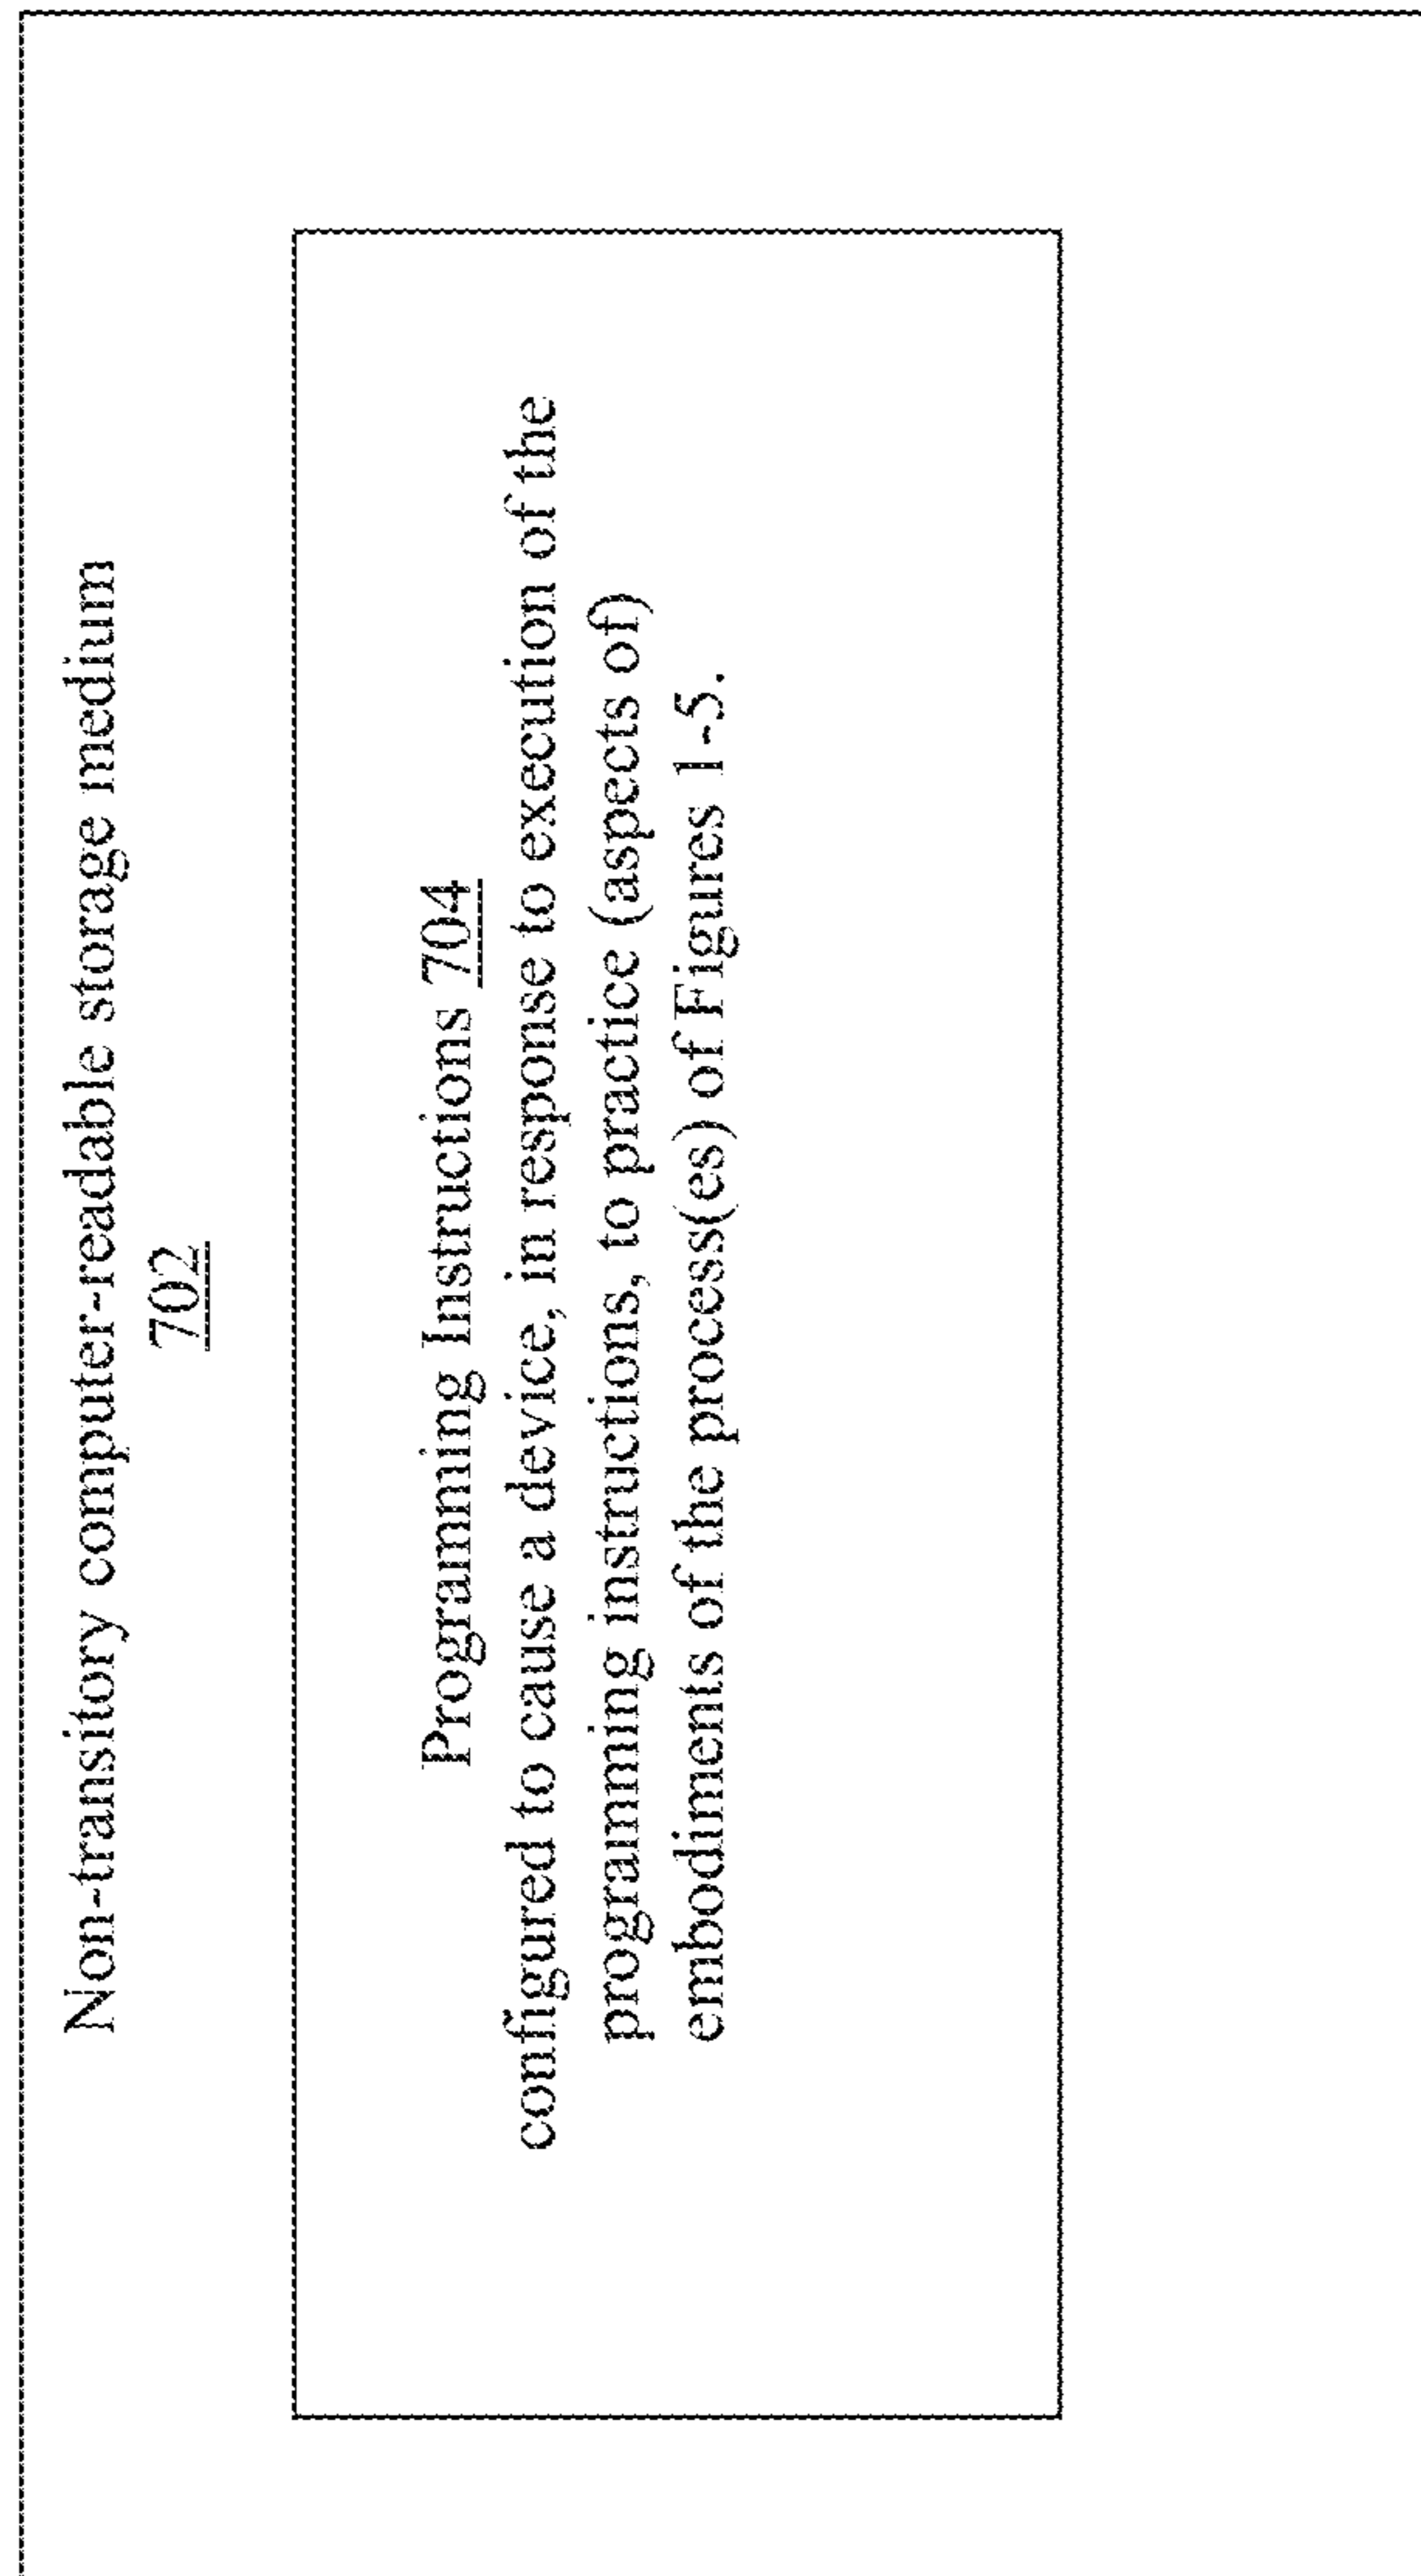 Non-transitory computer-readable storage medium
702
Programming Instructions 704
configured to cause a device, in response to execution of the
programming instructions, to practice (aspects of)
embodiments of the process(es) of Figures 1-5.